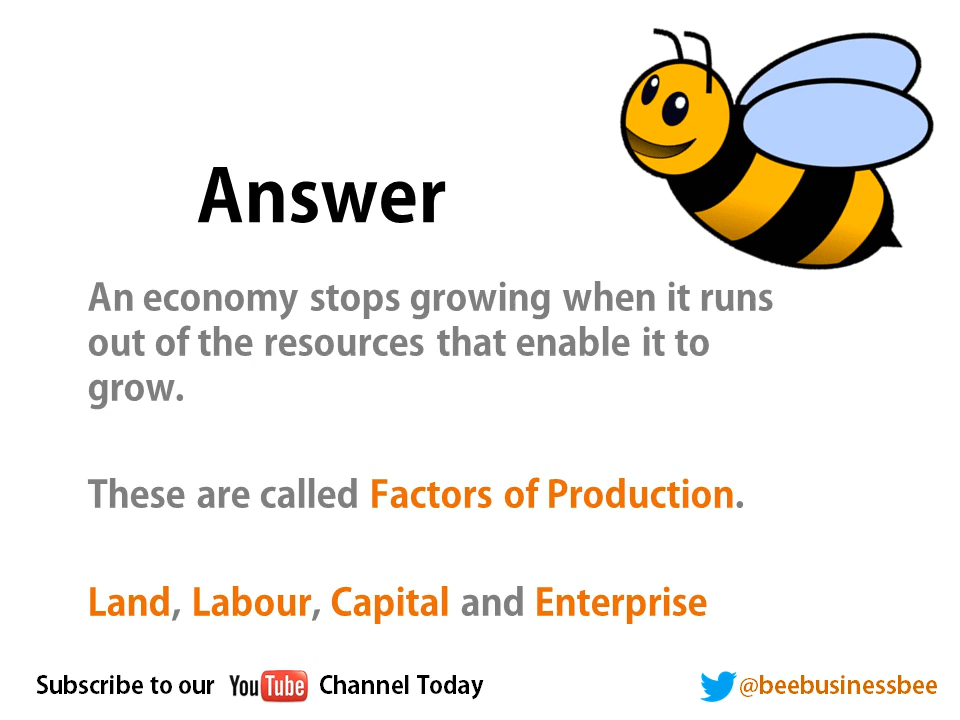 Answer
An economy stops growing when it runs
out of the resources that enable it to
grow.
These are called Factors of Production.
Land, Labour, Capital and Enterprise
Subscribe to our YouTube Channel Today
@beebusinessbee